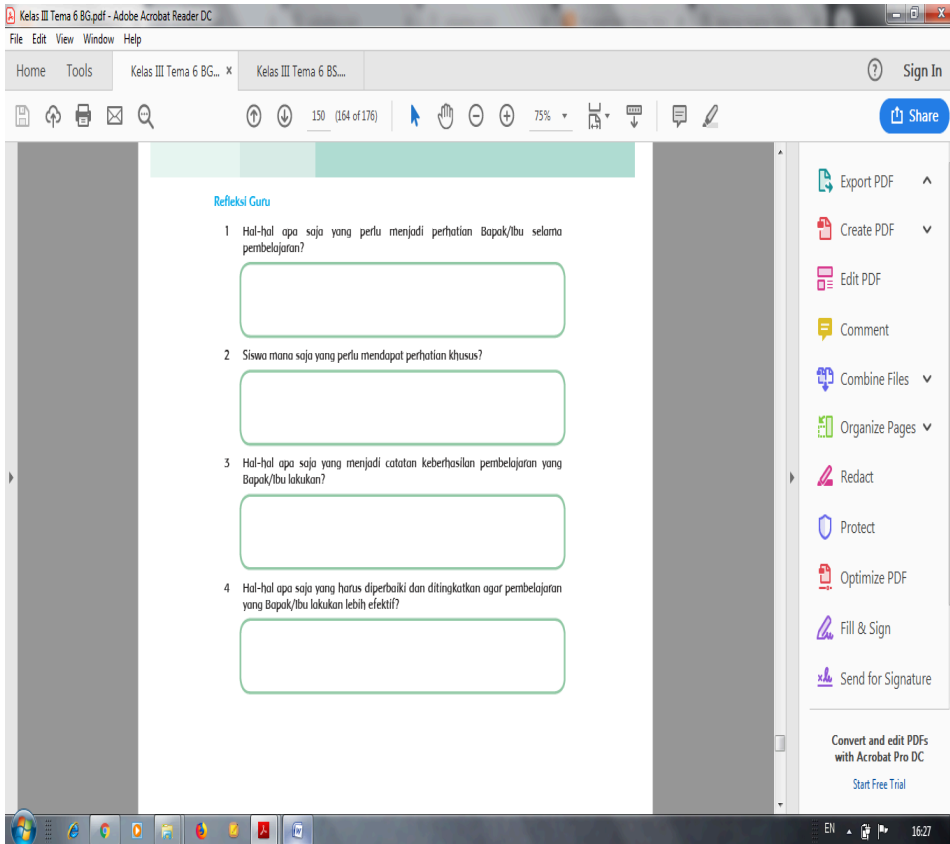 Kelas III Tema 6 BG.pdf - Adobe Acrobat Reader DC
File Edit View Window Help
Home Tools Kelas III Tema 6 BG... × Kelas III Tema 6 BS.... Sign In
150 (164 of 176) 75% Share
Refleksi Guru
1 Hal-hal apa saja yang perlu menjadi perhatian Bapak/Ibu selama
pembelajaran?
2 Siswa mana saja yang perlu mendapat perhatian khusus?
3 Hal-hal apa saja yang menjadi catatan keberhasilan pembelajaran yang
Bapak/Ibu lakukan?
4 Hal-hal apa saja yang harus diperbaiki dan ditingkatkan agar pembelajaran
yang Bapak/Ibu lakukan lebih efektif?
Export PDF
Create PDF
Edit PDF
Comment
Combine Files
Organize Pages
Redact
Protect
Optimize PDF
Fill & Sign
Send for Signature
Convert and edit PDFs
with Acrobat Pro DC
Start Free Trial
EN 16:27